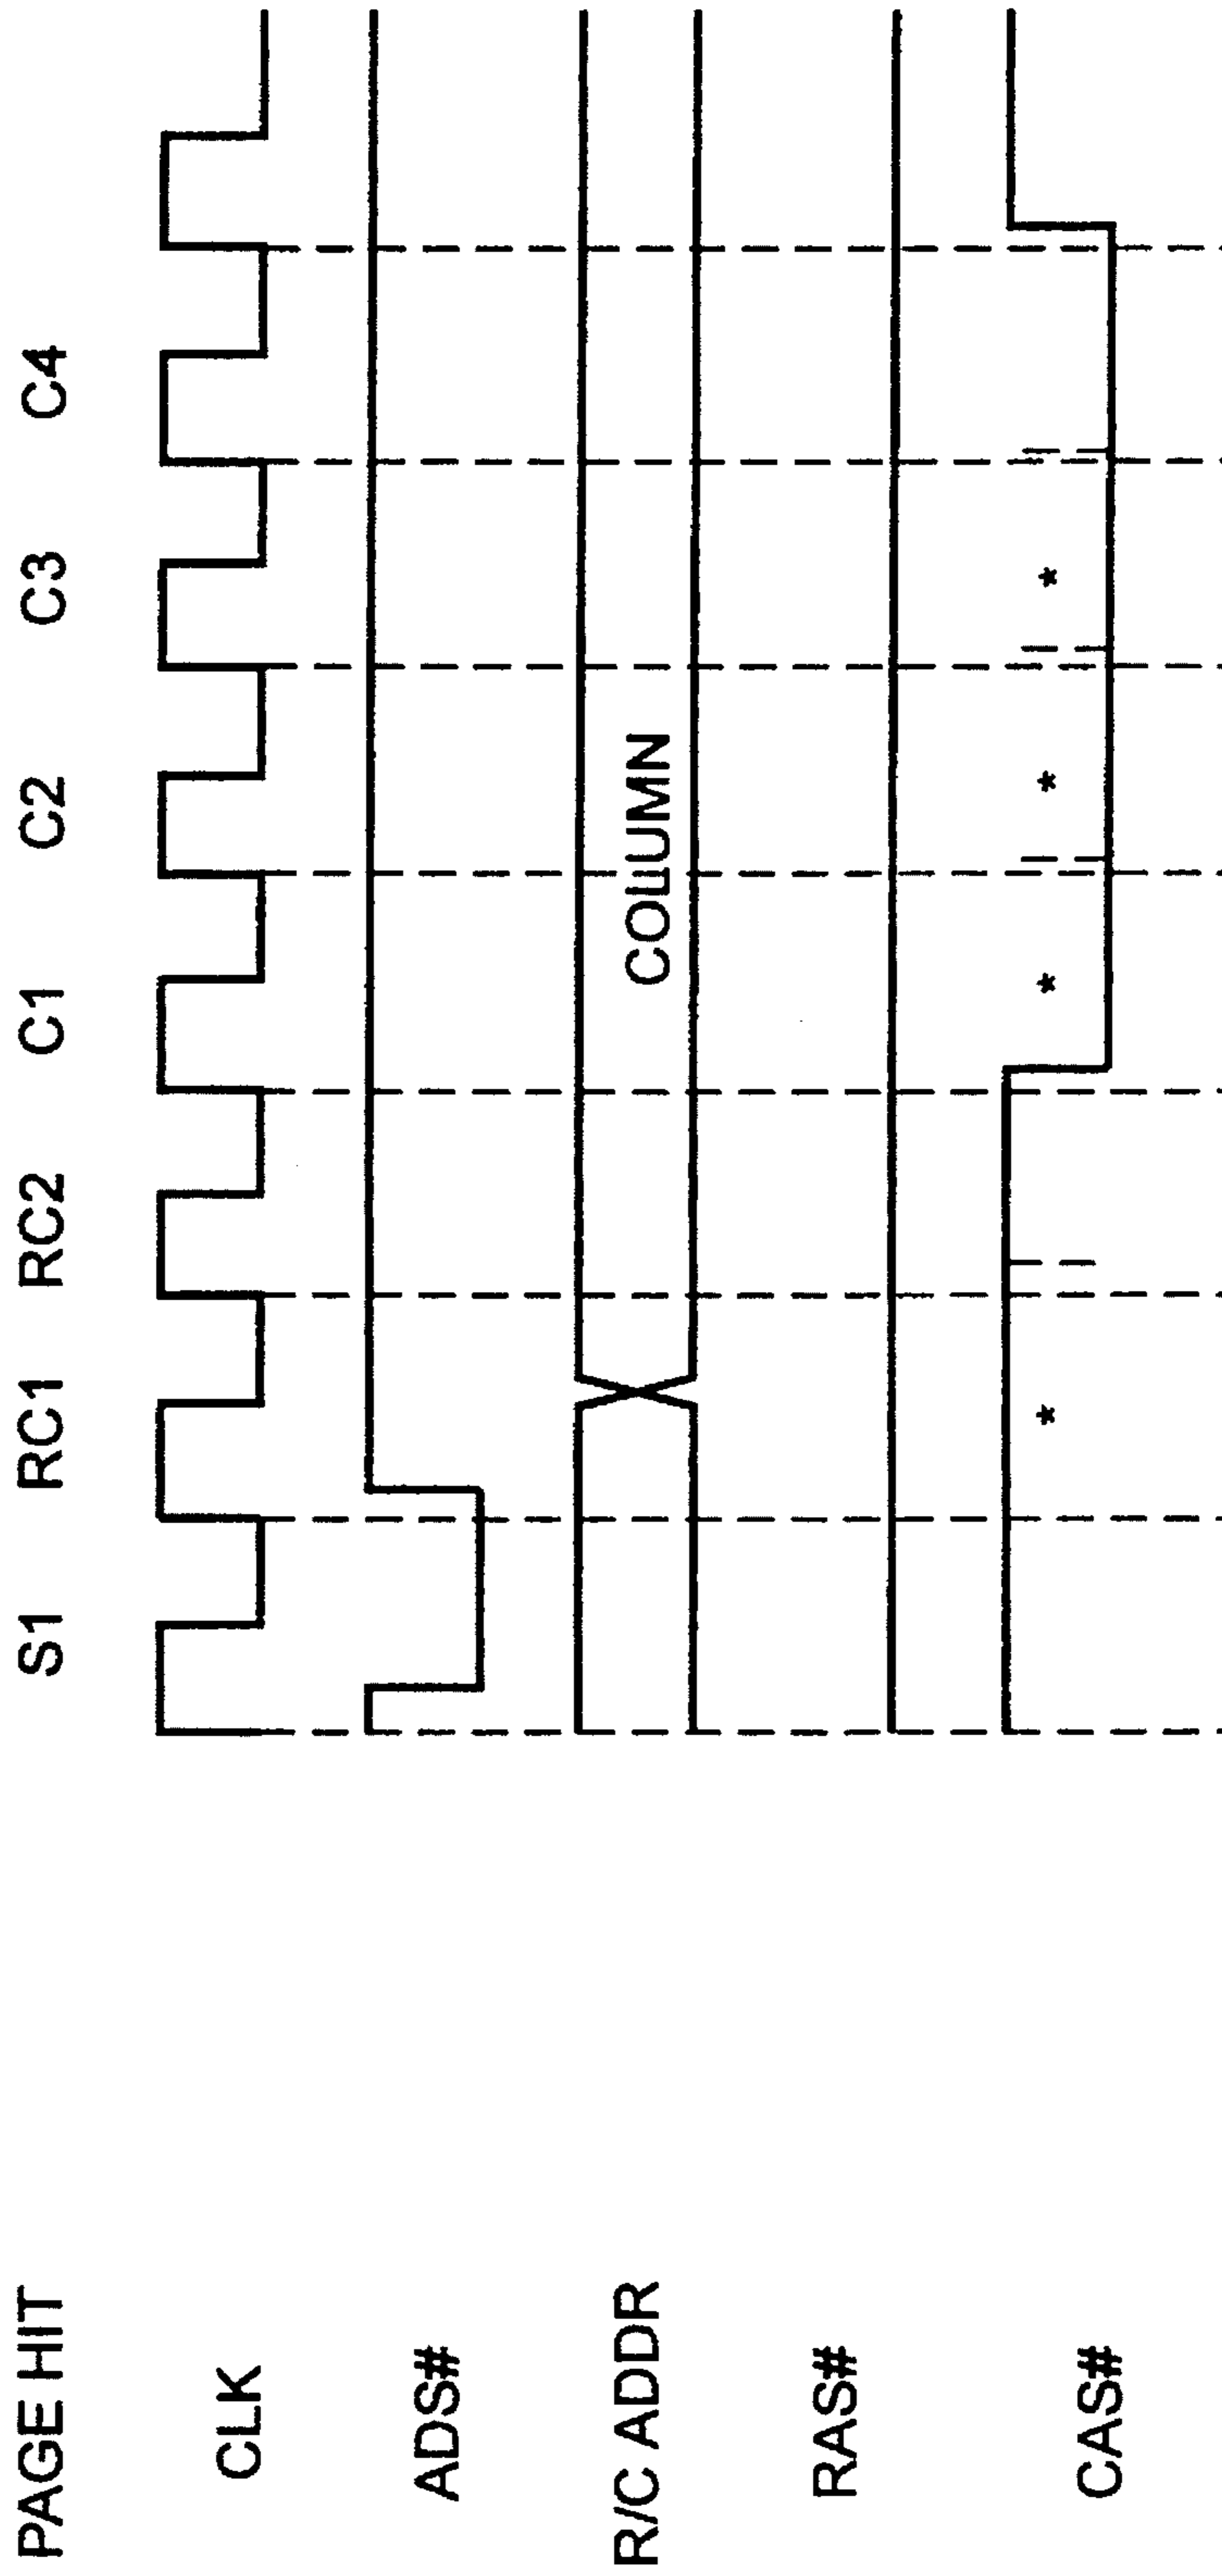 PAGE HIT S1 RC1 RC2 C1 C2 C3 C4
CLK
ADS#
R/C ADDR
COLUMN
RAS#
CAS# * * * *